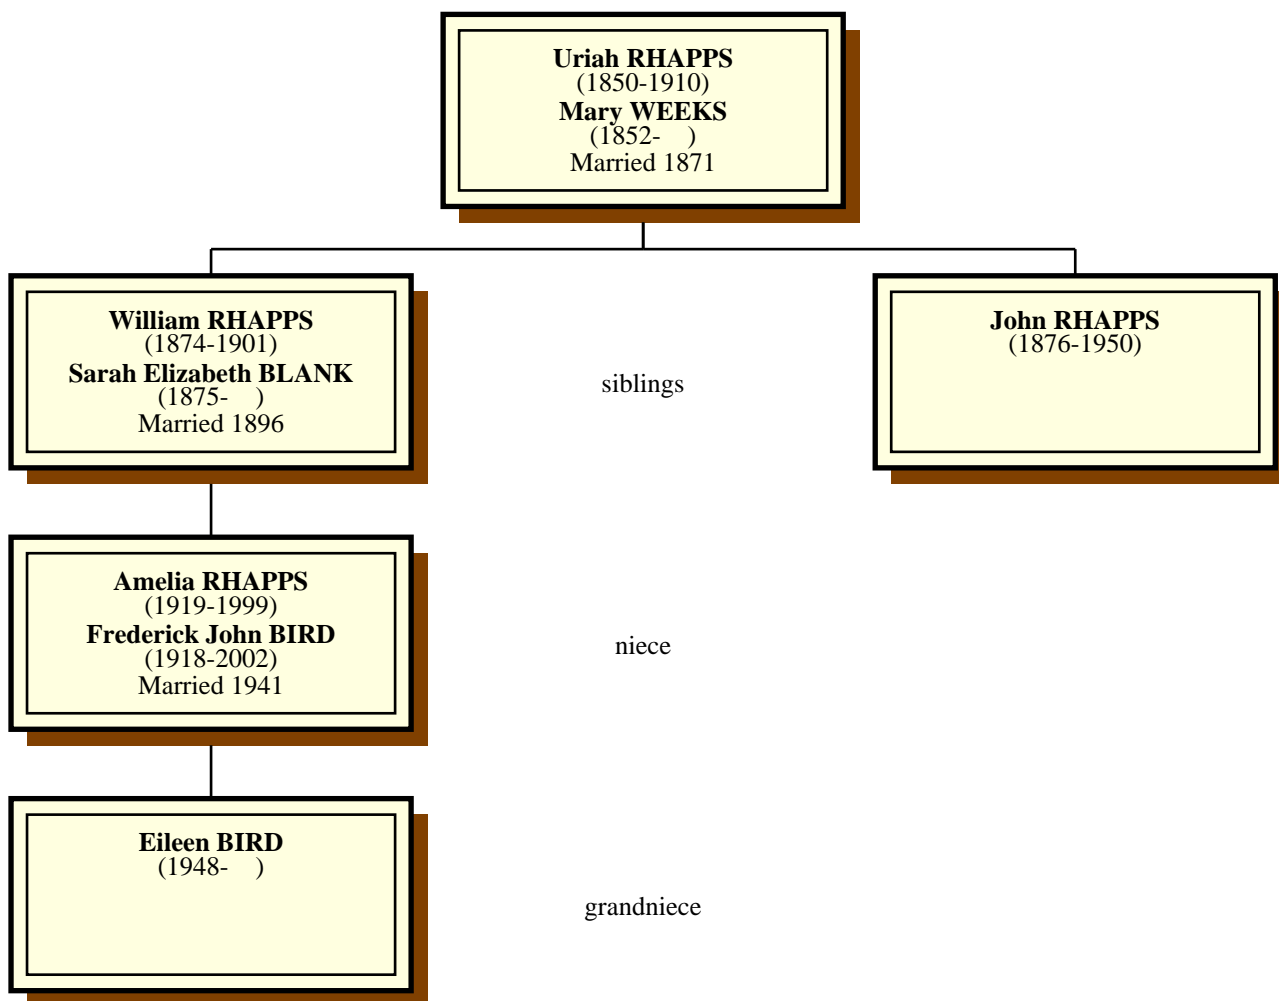 Uriah RHAPPS
(1850-1910)
Mary WEEKS
(1852-    )
Married 1871
William RHAPPS
(1874-1901)
Sarah Elizabeth BLANK
(1875-    )
Married 1896
siblings
John RHAPPS
(1876-1950)
Amelia RHAPPS
(1919-1999)
Frederick John BIRD
(1918-2002)
Married 1941
niece
Eileen BIRD
(1948-    )
grandniece